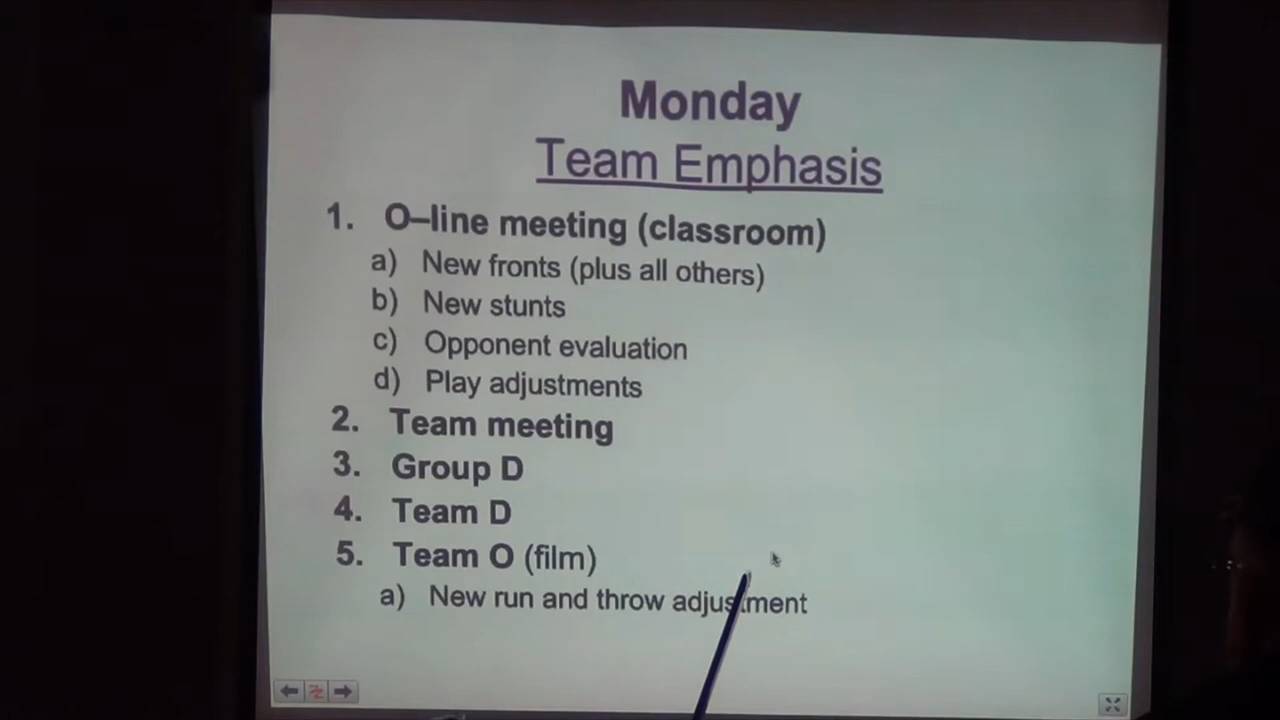 Monday
Team Emphasis
1. O–line meeting (classroom)
a) New fronts (plus all others)
b) New stunts
c) Opponent evaluation
d) Play adjustments
2. Team meeting
3. Group D
4. Team D
5. Team O (film)
a) New run and throw adjustment